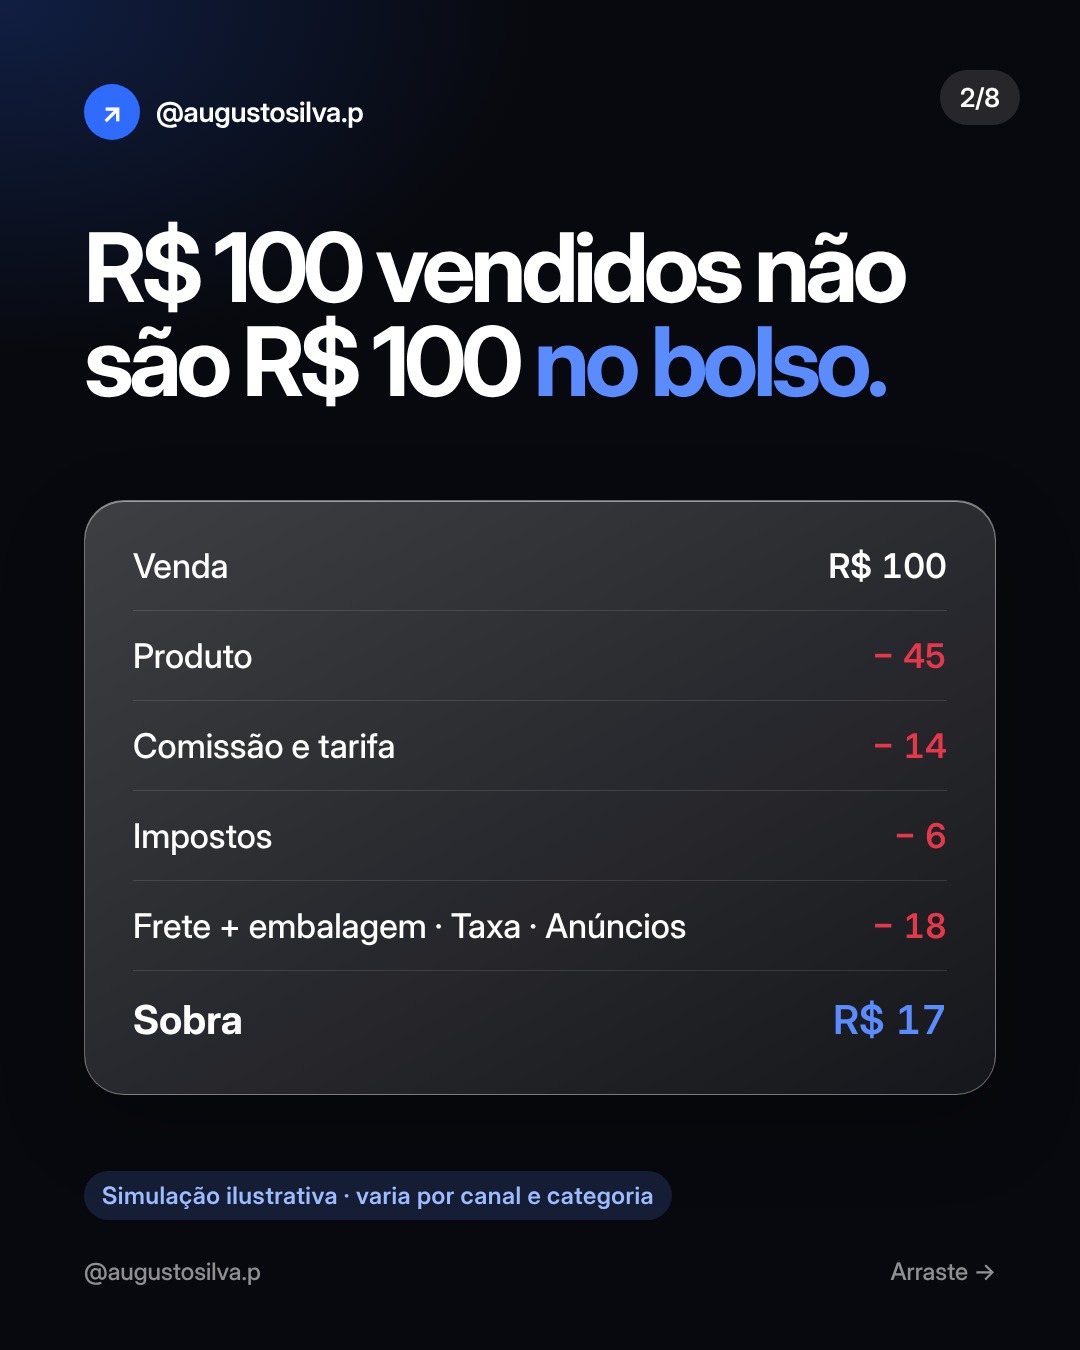 @augustosilva.p
2/8
R$ 100 vendidos não
são R$ 100 no bolso.
Venda R$ 100
Produto − 45
Comissão e tarifa − 14
Impostos − 6
Frete + embalagem · Taxa · Anúncios − 18
Sobra R$ 17
Simulação ilustrativa · varia por canal e categoria
@augustosilva.p Arraste →